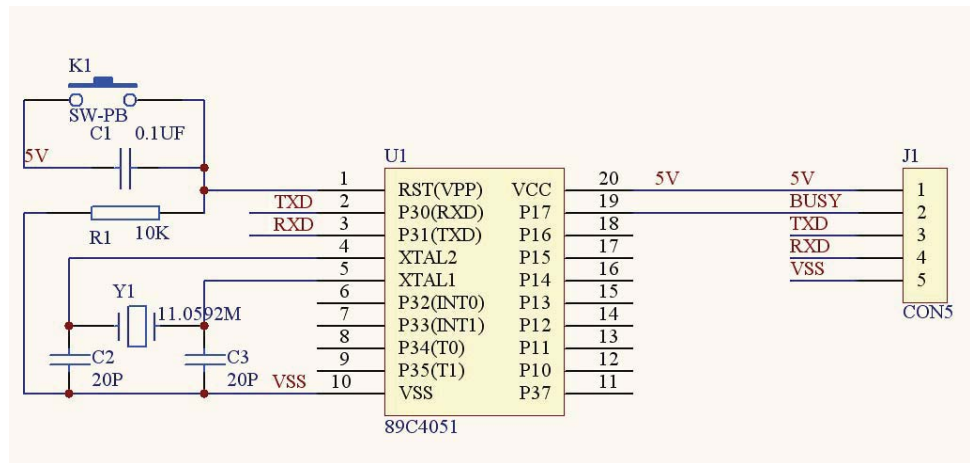 K1
SW-PB
C1 0.1UF
5V
R1 10K
Y1
11.0592M
C2
20P
C3
20P
U1
1 RST(VPP) VCC 20 5V
TXD 2 P30(RXD) P17 19
RXD 3 P31(TXD) P16 18
4 XTAL2 P15 17
5 XTAL1 P14 16
6 P32(INT0) P13 15
7 P33(INT1) P12 14
8 P34(T0) P11 13
9 P35(T1) P10 12
VSS 10 VSS P37 11
89C4051
J1
5V 1
BUSY 2
TXD 3
RXD 4
VSS 5
CON5